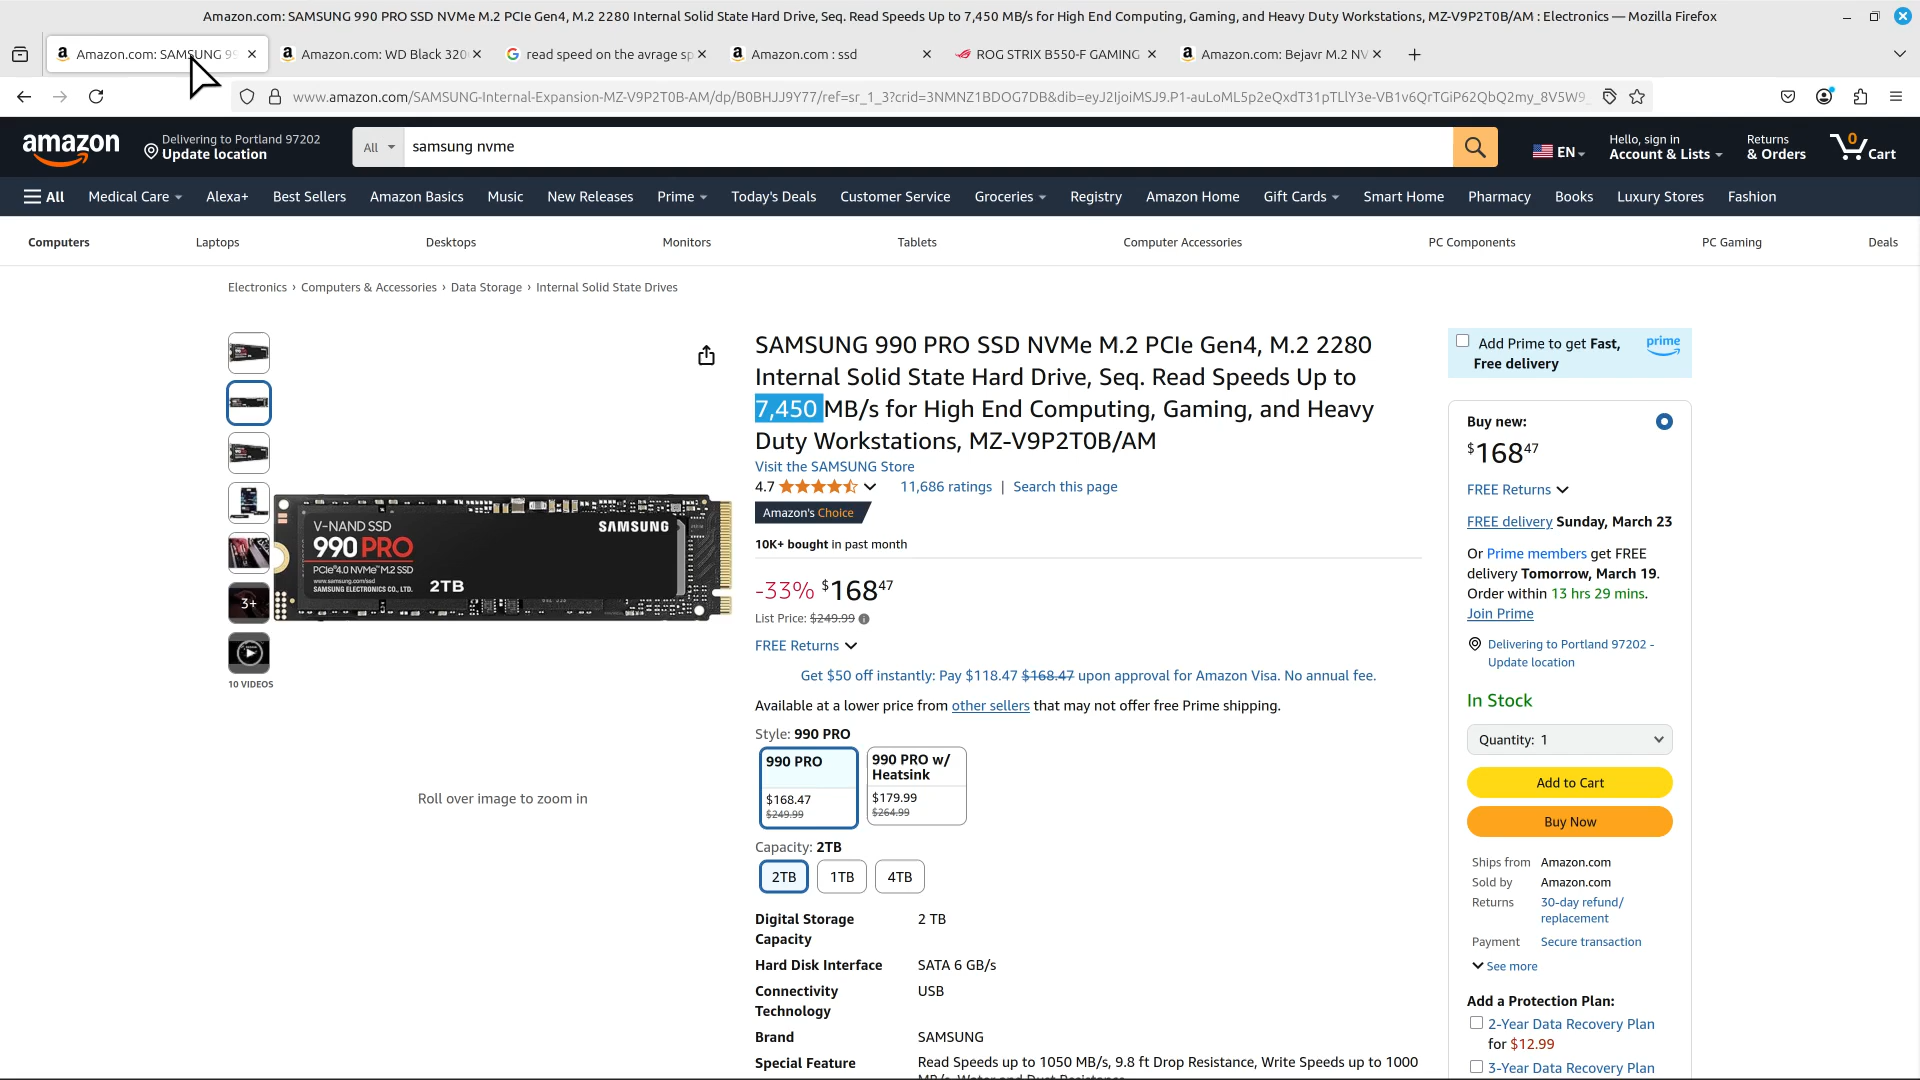 Amazon.com: SAMSUNG 990 PRO SSD NVMe M.2 PCIe Gen4, M.2 2280 Internal Solid State Hard Drive, Seq. Read Speeds Up to 7,450 MB/s for High End Computing, Gaming, and Heavy Duty Workstations, MZ-V9P2T0B/AM : Electronics — Mozilla Firefox
Amazon.com: SAMSUNG 99
Amazon.com: WD Black 320
read speed on the avrage sp
Amazon.com : ssd
ROG STRIX B550-F GAMING
Amazon.com: Bejavr M.2 NV
www.amazon.com/SAMSUNG-Internal-Expansion-MZ-V9P2T0B-AM/dp/B0BHJJ9Y77/ref=sr_1_3?crid=3NMNZ1BDOG7DB&dib=eyJ2IjoiMSJ9.P1-auLoML5p2eQxdT31pTLlY3e-VB1v6QrTGiP62QbQ2my_8V5W9_
amazon
Delivering to Portland 97202
Update location
All
samsung nvme
EN
Hello, sign in
Account & Lists
Returns
& Orders
0
Cart
All Medical Care Alexa+ Best Sellers Amazon Basics Music New Releases Prime Today's Deals Customer Service Groceries Registry Amazon Home Gift Cards Smart Home Pharmacy Books Luxury Stores Fashion
Computers Laptops Desktops Monitors Tablets Computer Accessories PC Components PC Gaming Deals
Electronics › Computers & Accessories › Data Storage › Internal Solid State Drives
3+
10 VIDEOS
V-NAND SSD
990 PRO
PCIe® 4.0 NVMe™ M.2 SSD
www.samsung.com/ssd
SAMSUNG ELECTRONICS CO., LTD.
2TB
SAMSUNG
Roll over image to zoom in
SAMSUNG 990 PRO SSD NVMe M.2 PCIe Gen4, M.2 2280
Internal Solid State Hard Drive, Seq. Read Speeds Up to
7,450 MB/s for High End Computing, Gaming, and Heavy
Duty Workstations, MZ-V9P2T0B/AM
Visit the SAMSUNG Store
4.7 11,686 ratings | Search this page
Amazon's Choice
10K+ bought in past month
-33% $168 47
List Price: $249.99
FREE Returns
Get $50 off instantly: Pay $118.47 $168.47 upon approval for Amazon Visa. No annual fee.
Available at a lower price from other sellers that may not offer free Prime shipping.
Style: 990 PRO
990 PRO
$168.47
$249.99
990 PRO w/
Heatsink
$179.99
$264.99
Capacity: 2TB
2TB 1TB 4TB
Digital Storage
Capacity
2 TB
Hard Disk Interface SATA 6 GB/s
Connectivity
Technology
USB
Brand SAMSUNG
Special Feature Read Speeds up to 1050 MB/s, 9.8 ft Drop Resistance, Write Speeds up to 1000
Add Prime to get Fast,
Free delivery
prime
Buy new:
$168 47
FREE Returns
FREE delivery Sunday, March 23
Or Prime members get FREE
delivery Tomorrow, March 19.
Order within 13 hrs 29 mins.
Join Prime
Delivering to Portland 97202 -
Update location
In Stock
Quantity: 1
Add to Cart
Buy Now
Ships from Amazon.com
Sold by Amazon.com
Returns 30-day refund/
replacement
Payment Secure transaction
See more
Add a Protection Plan:
2-Year Data Recovery Plan
for $12.99
3-Year Data Recovery Plan